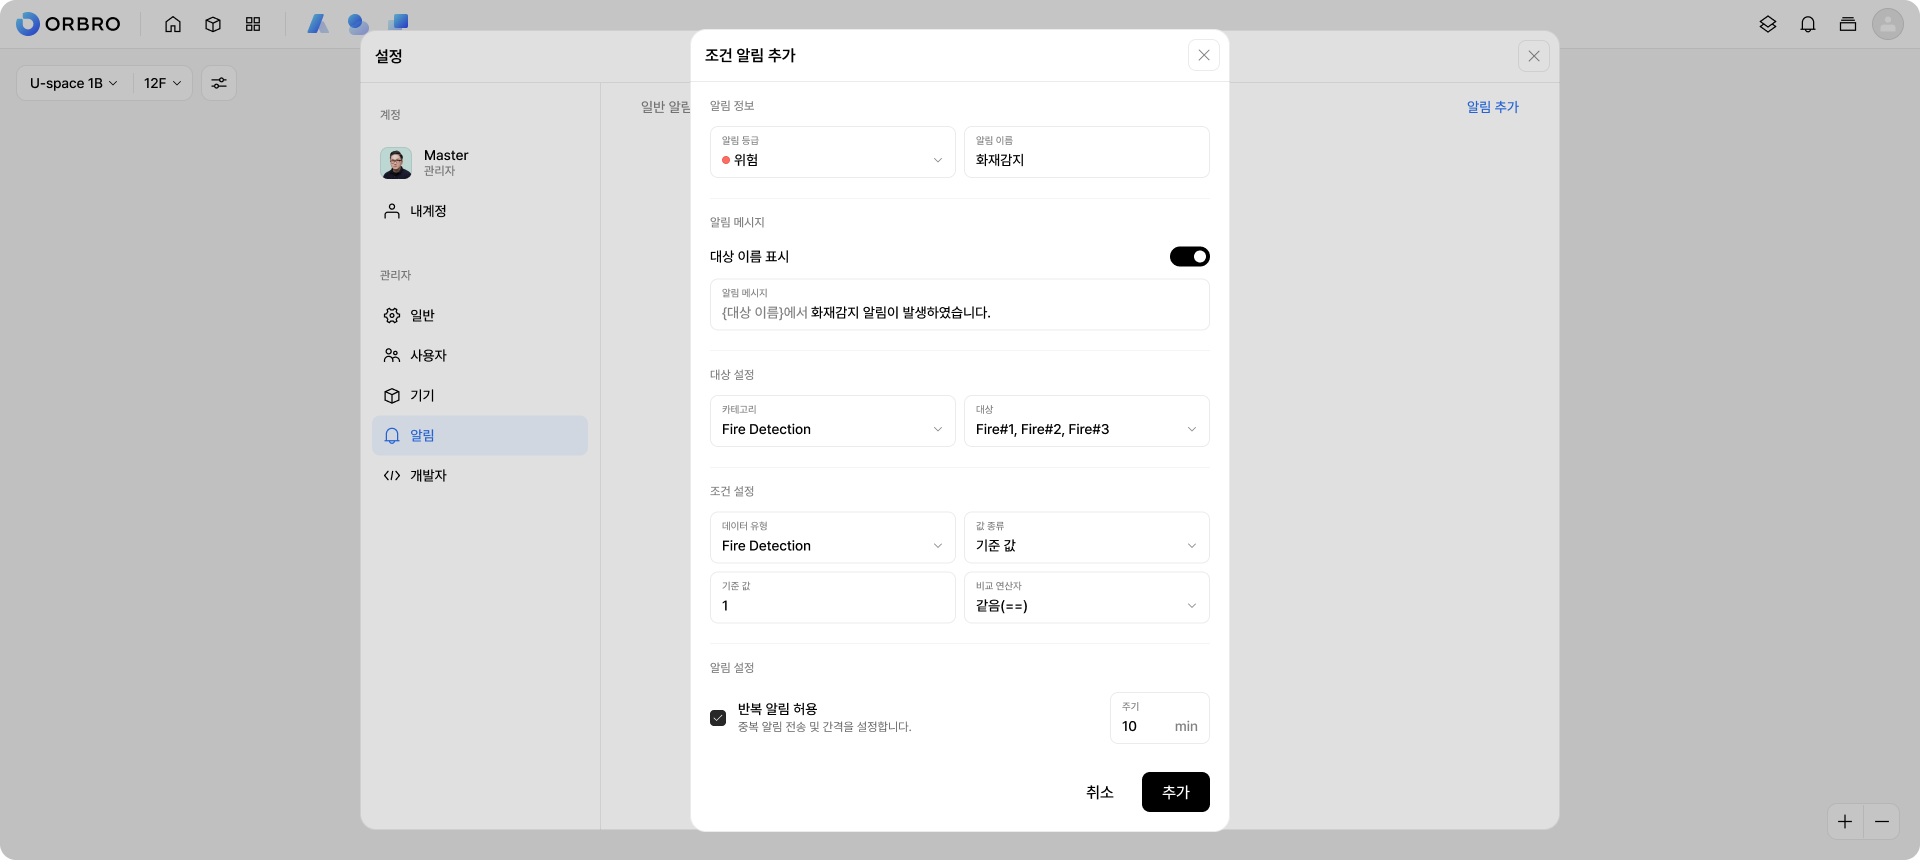 ORBRO
U-space 1B
12F
설정
계정
Master
관리자
내계정
관리자
일반
사용자
기기
알림
개발자
일반 알림
알림 추가
조건 알림 추가
알림 정보
알림 등급
위험
알림 이름
화재감지
알림 메시지
대상 이름 표시
알림 메시지
{대상 이름}에서 화재감지 알림이 발생하였습니다.
대상 설정
카테고리
Fire Detection
대상
Fire#1, Fire#2, Fire#3
조건 설정
데이터 유형
Fire Detection
값 종류
기준 값
기준 값
1
비교 연산자
같음(==)
알림 설정
반복 알림 허용
중복 알림 전송 및 간격을 설정합니다.
주기
10 min
취소
추가